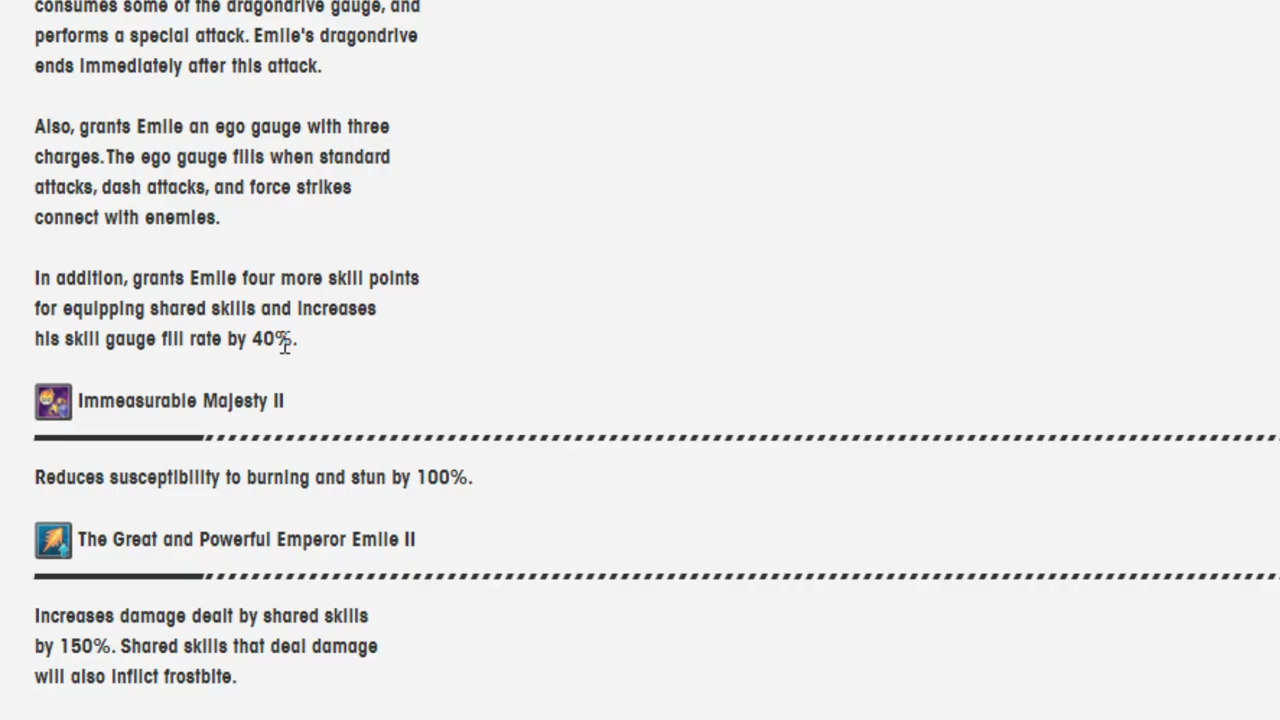 consumes some of the dragondrive gauge, and
performs a special attack. Emile's dragondrive
ends immediately after this attack.
Also, grants Emile an ego gauge with three
charges. The ego gauge fills when standard
attacks, dash attacks, and force strikes
connect with enemies.
In addition, grants Emile four more skill points
for equipping shared skills and increases
his skill gauge fill rate by 40%.
Immeasurable Majesty II
Reduces susceptibility to burning and stun by 100%.
The Great and Powerful Emperor Emile II
Increases damage dealt by shared skills
by 150%. Shared skills that deal damage
will also inflict frostbite.